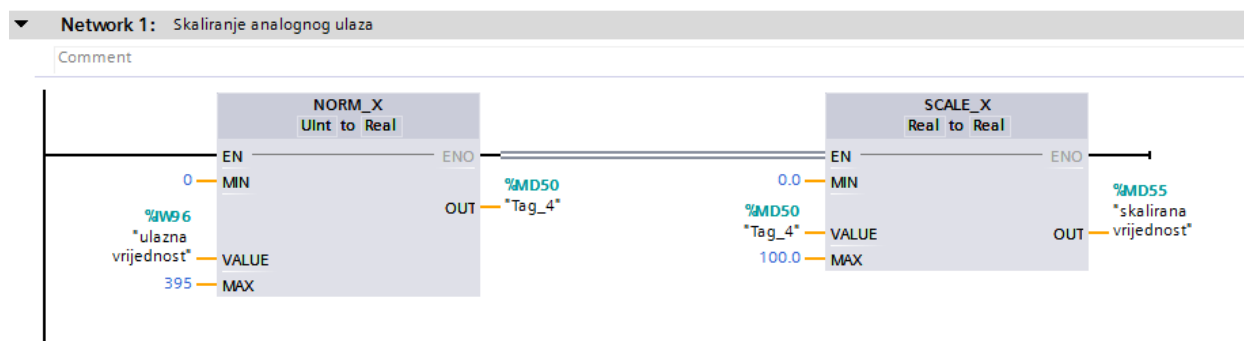 Network 1: Skaliranje analognog ulaza
Comment
NORM_X
UInt to Real
EN
ENO
0
MIN
%MD50
"Tag_4"
OUT
%IW96
"ulazna
vrijednost"
VALUE
395
MAX
SCALE_X
Real to Real
EN
ENO
0.0
MIN
%MD55
"skalirana
vrijednost"
OUT
%MD50
"Tag_4"
VALUE
100.0
MAX